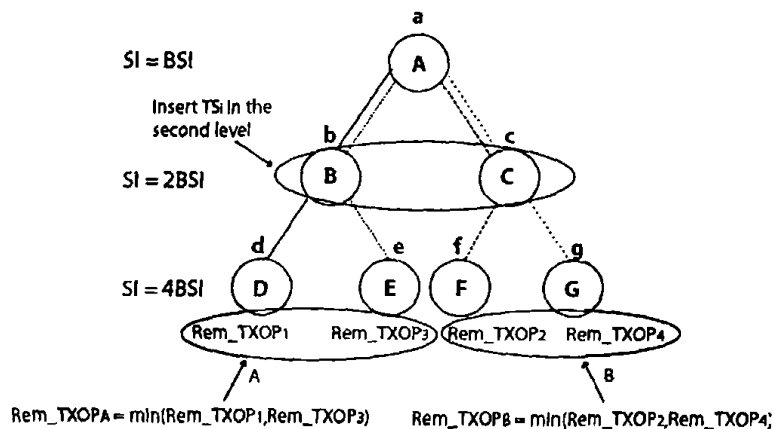 a
A
SI = BSI
Insert TSi in the
second level
b
c
B
C
SI = 2BSI
d
e
f
g
D
E
F
G
SI = 4BSI
Rem_TXOP1
Rem_TXOP3
Rem_TXOP2
Rem_TXOP4
A
B
Rem_TXOPA = min(Rem_TXOP1,Rem_TXOP3)
Rem_TXOPB = min(Rem_TXOP2,Rem_TXOP4)